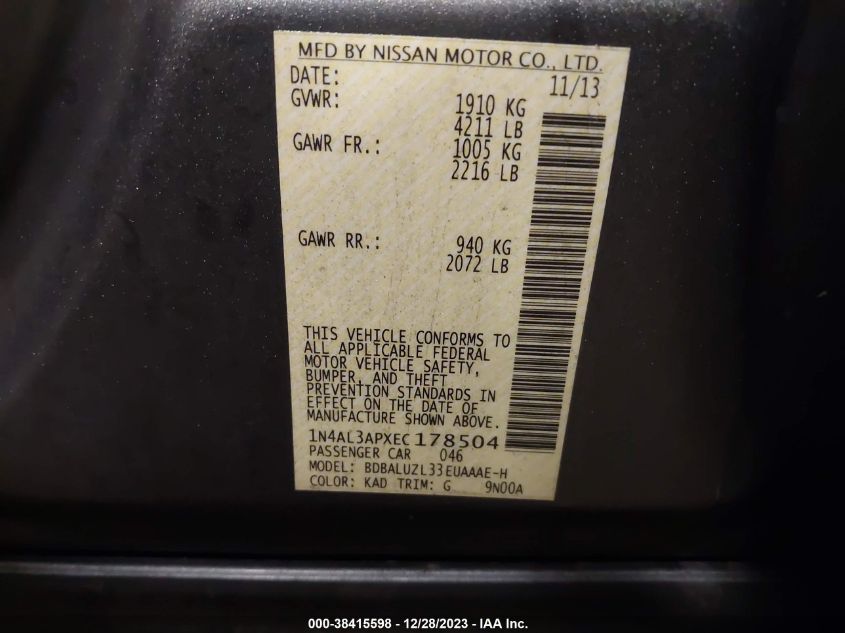 MFD BY NISSAN MOTOR CO., LTD.
DATE: 11/13
GVWR: 1910 KG
4211 LB
GAWR FR.: 1005 KG
2216 LB
GAWR RR.: 940 KG
2072 LB
THIS VEHICLE CONFORMS TO
ALL APPLICABLE FEDERAL
MOTOR VEHICLE SAFETY,
BUMPER, AND THEFT
PREVENTION STANDARDS IN
EFFECT ON THE DATE OF
MANUFACTURE SHOWN ABOVE.
1N4AL3APXEC178504
PASSENGER CAR 046
MODEL: BDBALUZL33EUAAAE-H
COLOR: KAD TRIM: G 9N00A
000-38415598 - 12/28/2023 - IAA Inc.